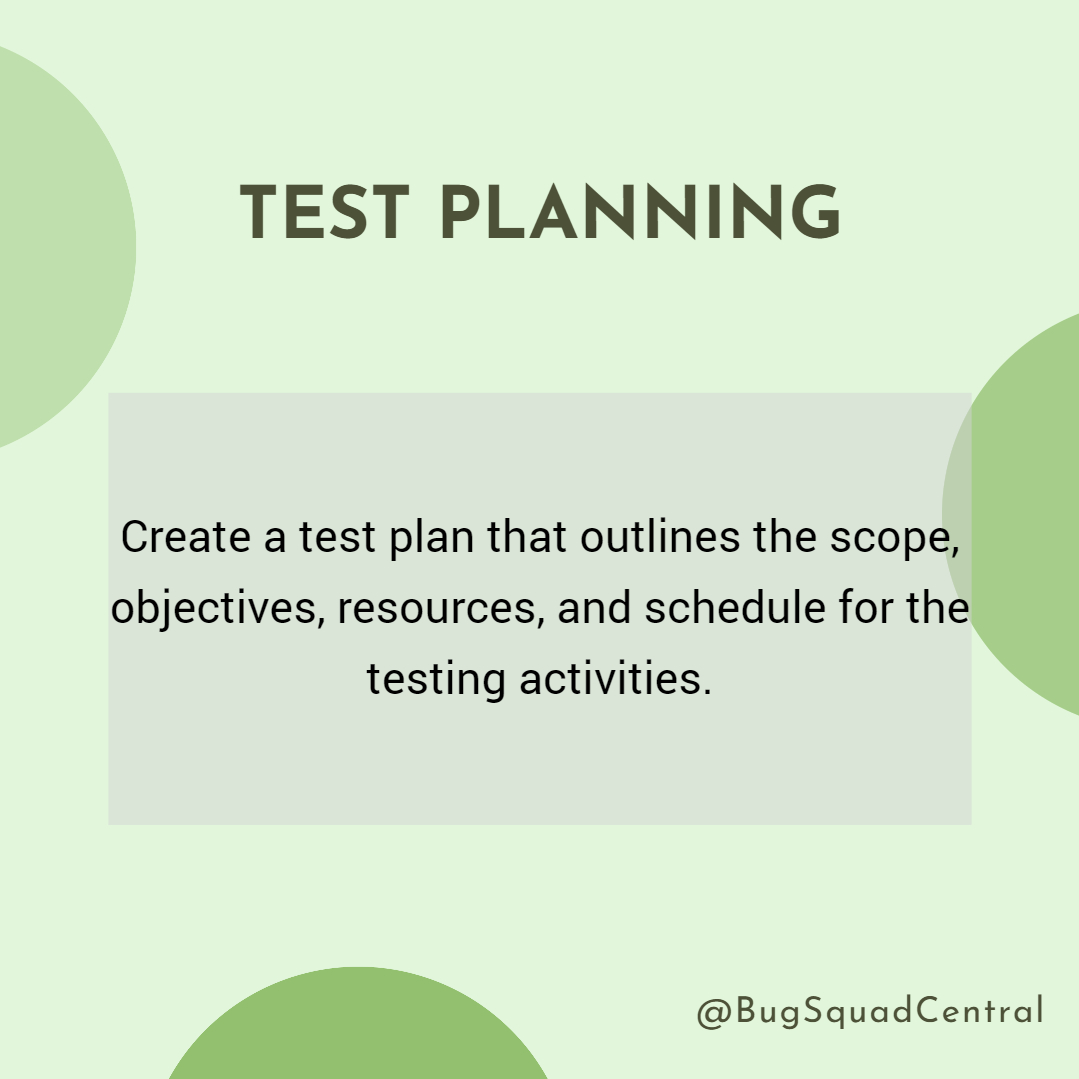 TEST PLANNING
Create a test plan that outlines the scope,
objectives, resources, and schedule for the
testing activities.
@BugSquadCentral